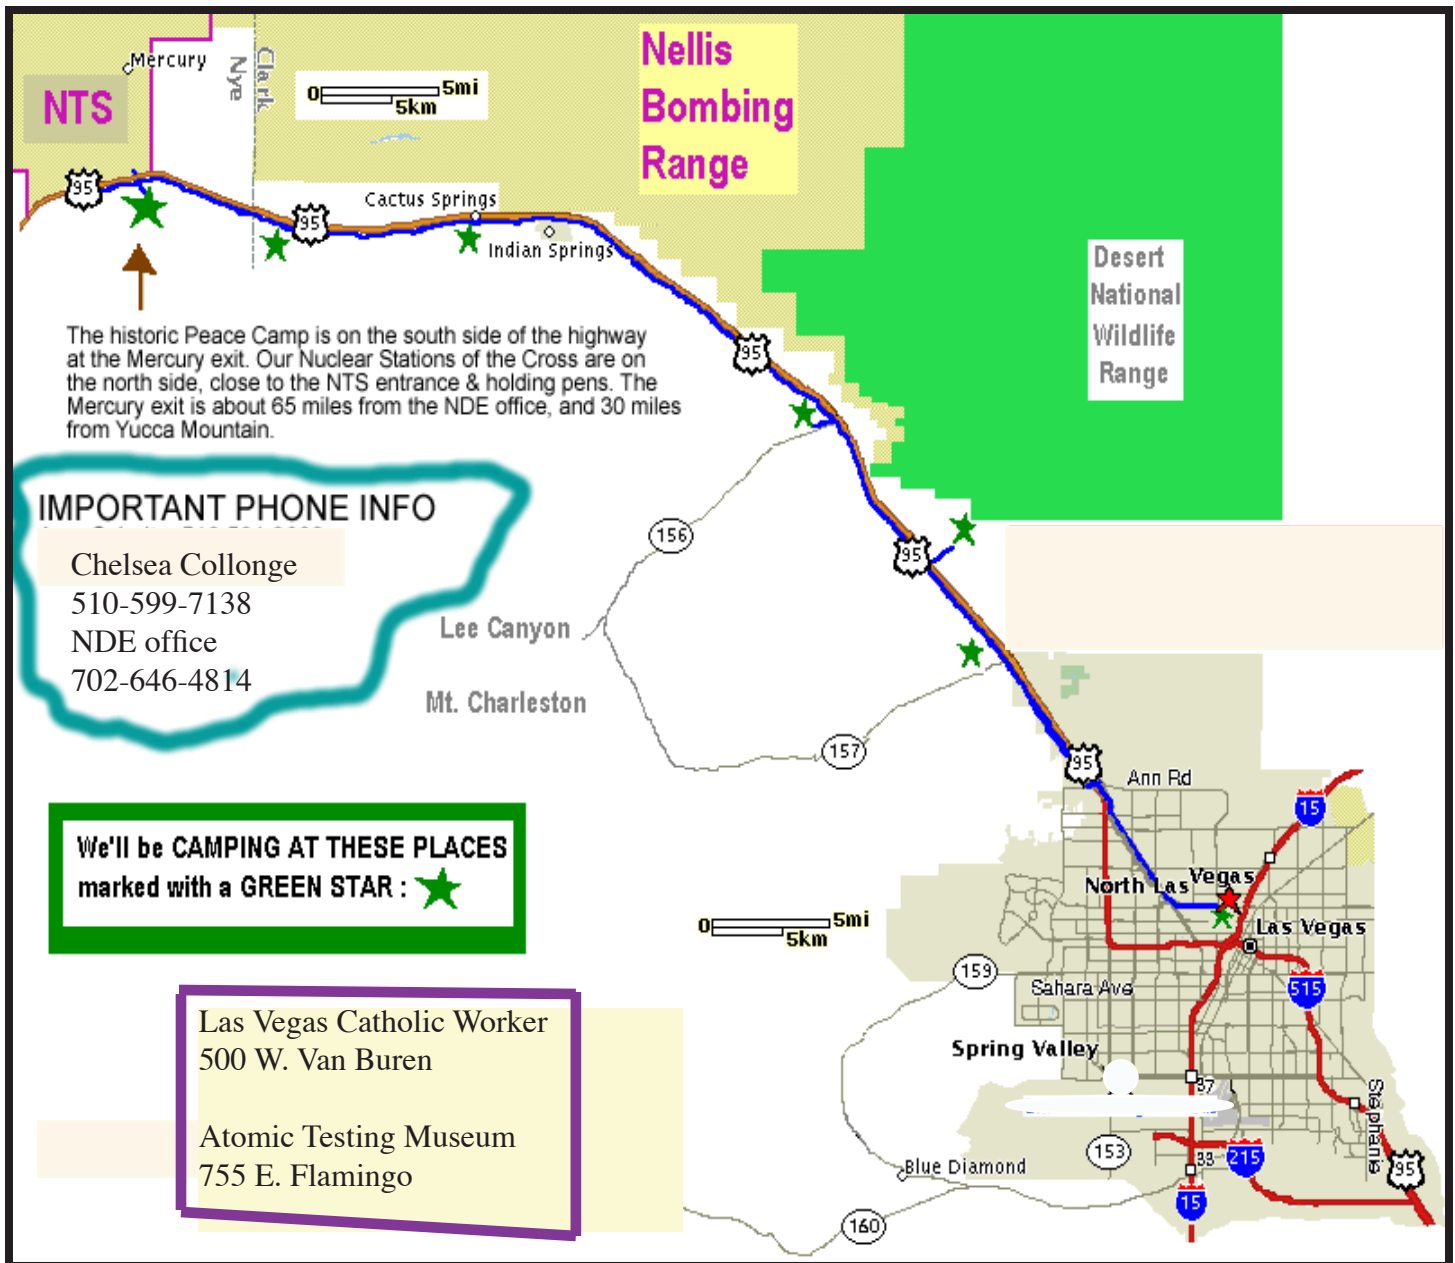 Mercury
Clark
Nye
NTS
0 5mi
5km
Nellis
Bombing
Range
95
95
Cactus Springs
Indian Springs
Desert
National
Wildlife
Range
The historic Peace Camp is on the south side of the highway
at the Mercury exit. Our Nuclear Stations of the Cross are on
the north side, close to the NTS entrance & holding pens. The
Mercury exit is about 65 miles from the NDE office, and 30 miles
from Yucca Mountain.
95
IMPORTANT PHONE INFO
Chelsea Collonge
510-599-7138
NDE office
702-646-4814
156
95
Lee Canyon
Mt. Charleston
157
95
Ann Rd
15
We'll be CAMPING AT THESE PLACES
marked with a GREEN STAR :
North Las Vegas
0 5mi
5km
Las Vegas
159
Sahara Ave
515
Las Vegas Catholic Worker
500 W. Van Buren
Atomic Testing Museum
755 E. Flamingo
Spring Valley
37
Stephanie
153
33
215
95
Blue Diamond
15
160